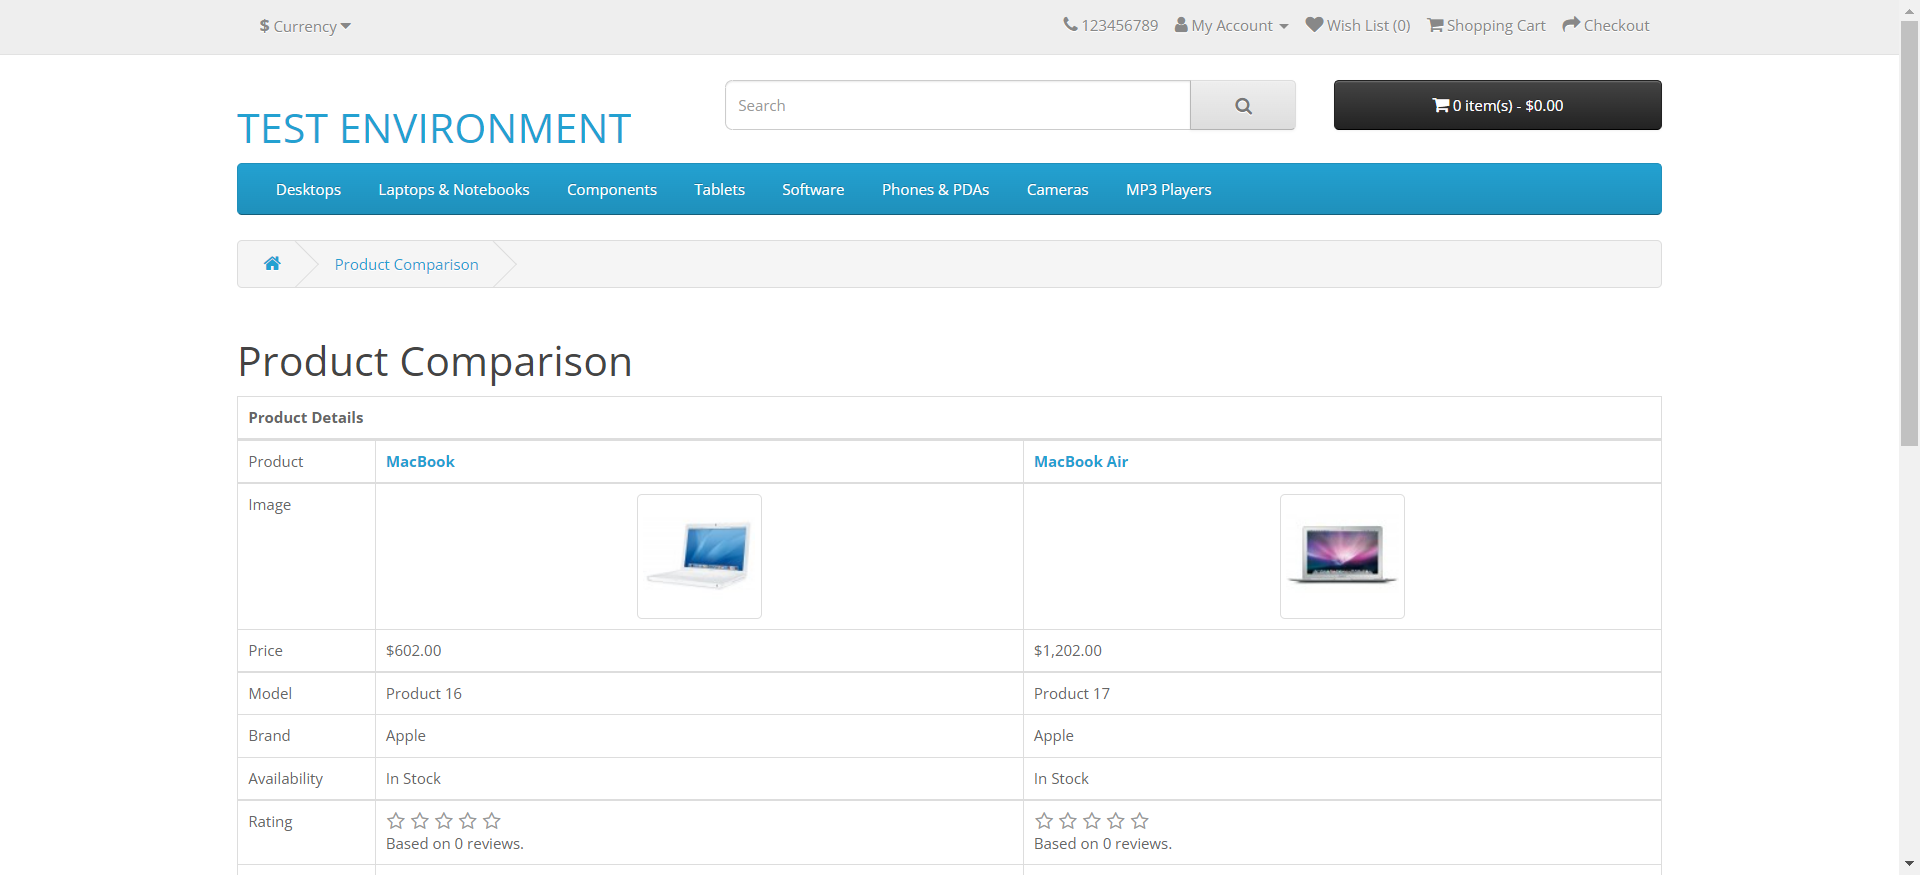 $ Currency
123456789 My Account Wish List (0) Shopping Cart Checkout
Search
0 item(s) - $0.00
TEST ENVIRONMENT
Desktops Laptops & Notebooks Components Tablets Software Phones & PDAs Cameras MP3 Players
Product Comparison
Product Comparison
Product Details
Product MacBook MacBook Air
Image
Price $602.00 $1,202.00
Model Product 16 Product 17
Brand Apple Apple
Availability In Stock In Stock
Rating
Based on 0 reviews. Based on 0 reviews.